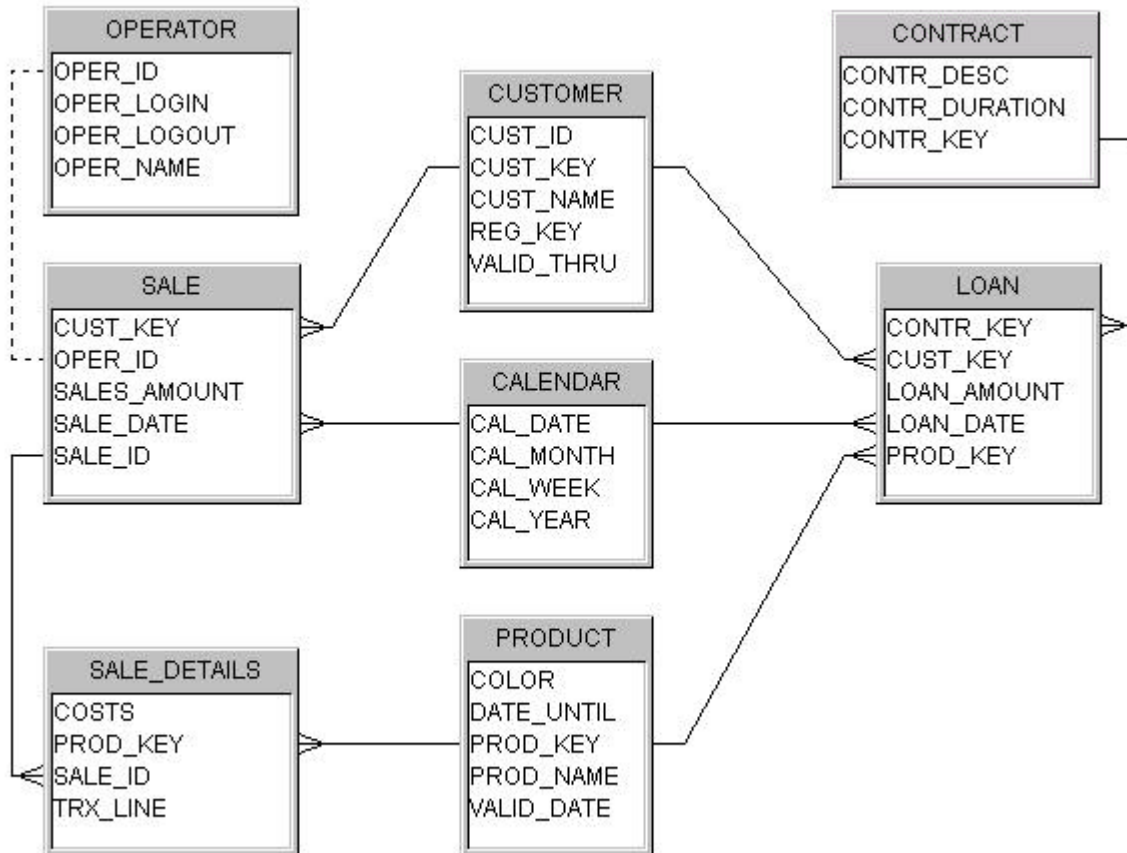 OPERATOR
OPER_ID
OPER_LOGIN
OPER_LOGOUT
OPER_NAME
CUSTOMER
CUST_ID
CUST_KEY
CUST_NAME
REG_KEY
VALID_THRU
CONTRACT
CONTR_DESC
CONTR_DURATION
CONTR_KEY
SALE
CUST_KEY
OPER_ID
SALES_AMOUNT
SALE_DATE
SALE_ID
CALENDAR
CAL_DATE
CAL_MONTH
CAL_WEEK
CAL_YEAR
LOAN
CONTR_KEY
CUST_KEY
LOAN_AMOUNT
LOAN_DATE
PROD_KEY
SALE_DETAILS
COSTS
PROD_KEY
SALE_ID
TRX_LINE
PRODUCT
COLOR
DATE_UNTIL
PROD_KEY
PROD_NAME
VALID_DATE